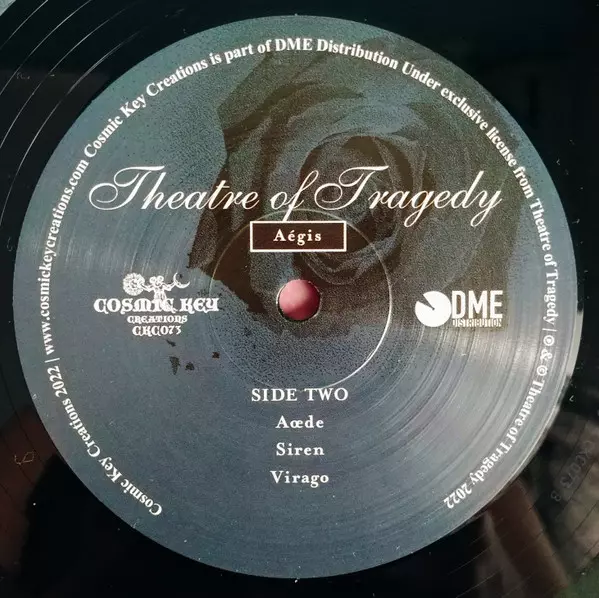 Cosmic Key Creations 2022 | www.cosmickeycreations.com Cosmic Key Creations is part of DME Distribution Under exclusive license from Theatre of Tragedy | ℗ & © Theatre of Tragedy 2022
Theatre of Tragedy
Aégis
COSMIC KEY
CREATIONS
CKC073
DME
DISTRIBUTION
SIDE TWO
Aœde
Siren
Virago